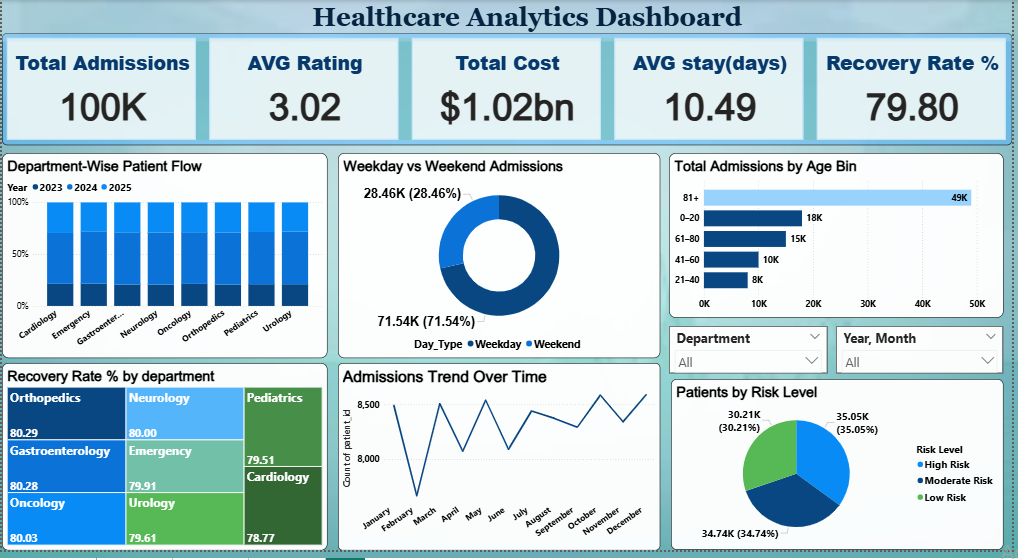 Healthcare Analytics Dashboard
Total Admissions
100K
AVG Rating
3.02
Total Cost
$1.02bn
AVG stay(days)
10.49
Recovery Rate %
79.80
Department-Wise Patient Flow
Year 2023 2024 2025
100%
50%
0%
Cardiology
Emergency
Gastroenter...
Neurology
Oncology
Orthopedics
Pediatrics
Urology
Weekday vs Weekend Admissions
28.46K (28.46%)
71.54K (71.54%)
Day_Type Weekday Weekend
Total Admissions by Age Bin
81+ 49K
0–20 18K
61–80 15K
41–60 10K
21–40 8K
0K 10K 20K 30K 40K 50K
Department
All
Year, Month
All
Recovery Rate % by department
Orthopedics
80.29
Gastroenterology
80.28
Oncology
80.03
Neurology
80.00
Emergency
79.91
Urology
79.61
Pediatrics
79.51
Cardiology
78.77
Admissions Trend Over Time
Count of patient_id
8,500
8,000
January
February
March
April
May
June
July
August
September
October
November
December
Patients by Risk Level
30.21K
(30.21%)
35.05K
(35.05%)
34.74K (34.74%)
Risk Level
High Risk
Moderate Risk
Low Risk